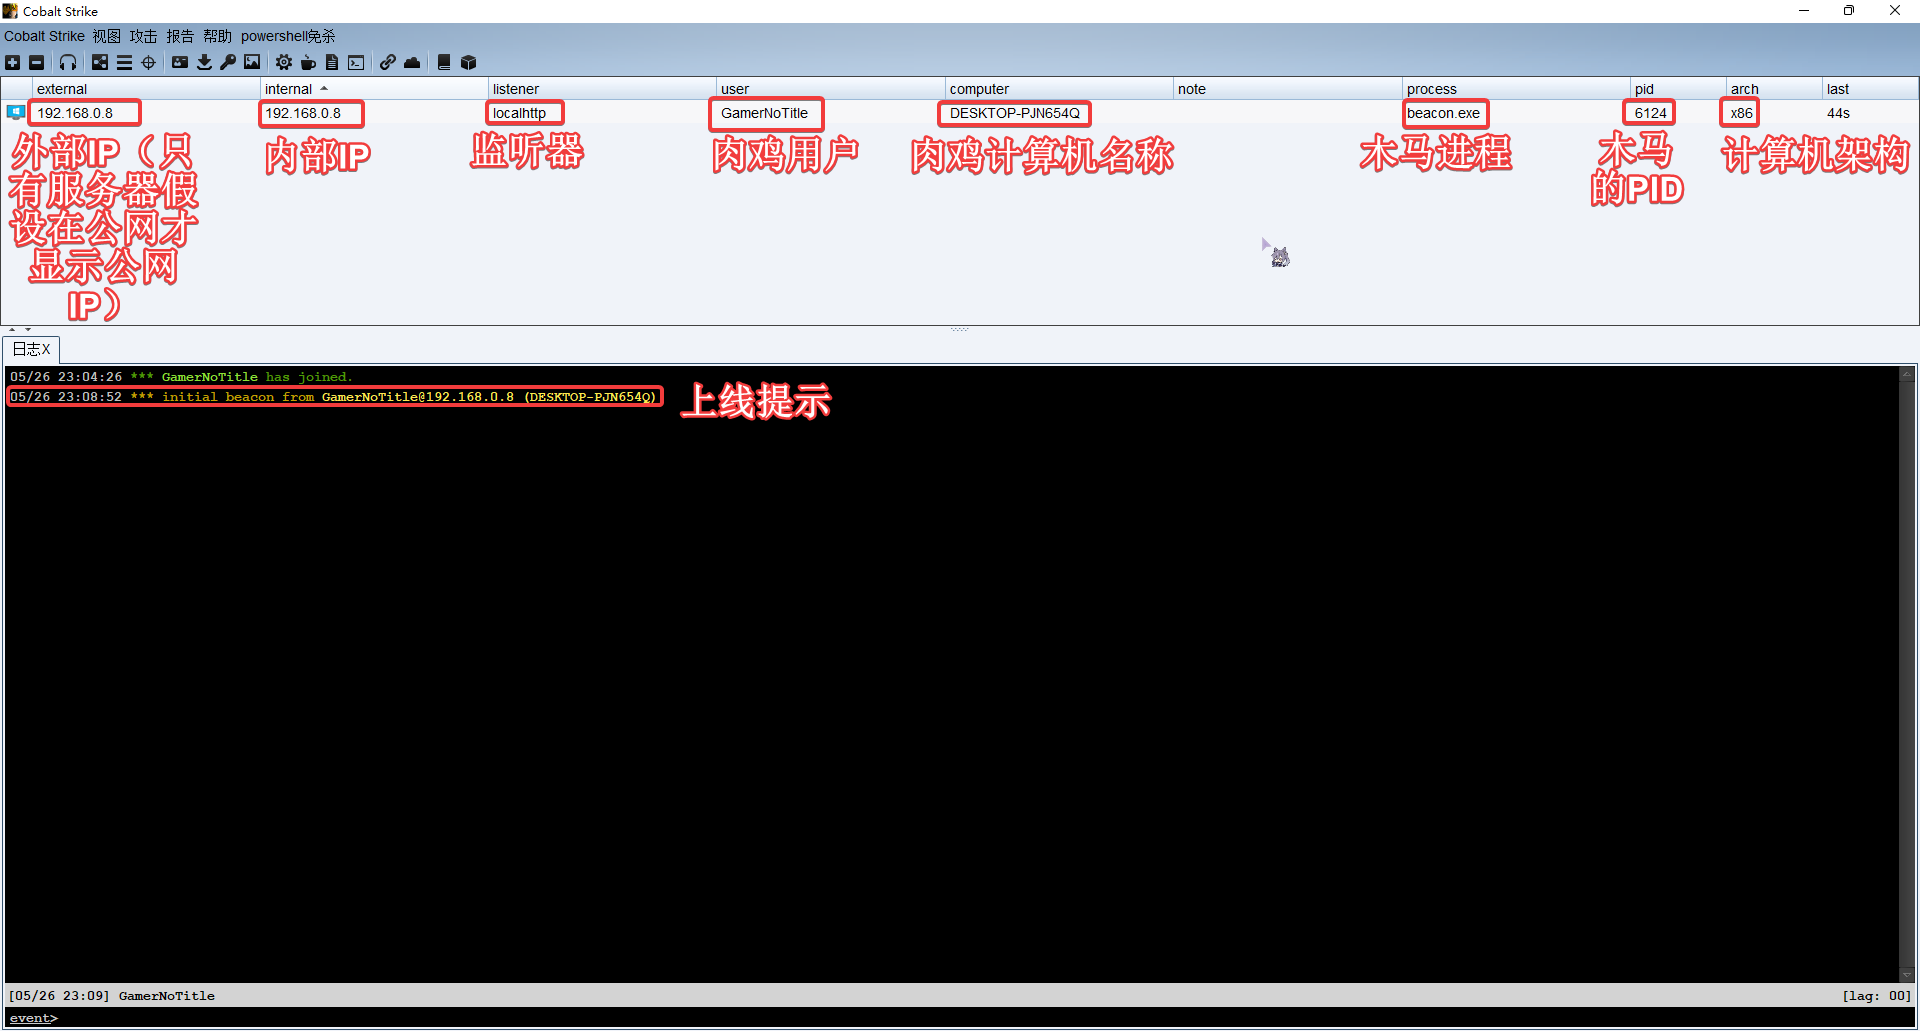 Cobalt Strike
Cobalt Strike 视图 攻击 报告 帮助 powershell免杀
external internal listener user computer note process pid arch last
192.168.0.8 192.168.0.8 localhttp GamerNoTitle DESKTOP-PJN654Q beacon.exe 6124 x86 44s
外部IP（只
有服务器假
设在公网才
显示公网
IP）
内部IP
监听器
肉鸡用户
肉鸡计算机名称
木马进程
木马
的PID
计算机架构
日志X
05/26 23:04:26 *** GamerNoTitle has joined.
05/26 23:08:52 *** initial beacon from GamerNoTitle@192.168.0.8 (DESKTOP-PJN654Q)
上线提示
[05/26 23:09] GamerNoTitle [lag: 00]
event>